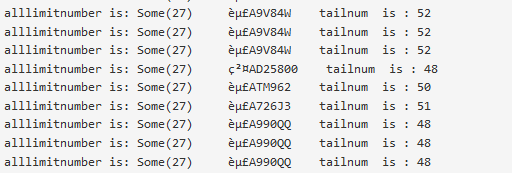 alllimitnumber is: Some(27)     èµ£A9V84W    tailnum  is : 52
alllimitnumber is: Some(27)     èµ£A9V84W    tailnum  is : 52
alllimitnumber is: Some(27)     èµ£A9V84W    tailnum  is : 52
alllimitnumber is: Some(27)     ç²¤AD25800    tailnum  is : 48
alllimitnumber is: Some(27)     èµ£ATM962    tailnum  is : 50
alllimitnumber is: Some(27)     èµ£A726J3    tailnum  is : 51
alllimitnumber is: Some(27)     èµ£A990QQ    tailnum  is : 48
alllimitnumber is: Some(27)     èµ£A990QQ    tailnum  is : 48
alllimitnumber is: Some(27)     èµ£A990QQ    tailnum  is : 48